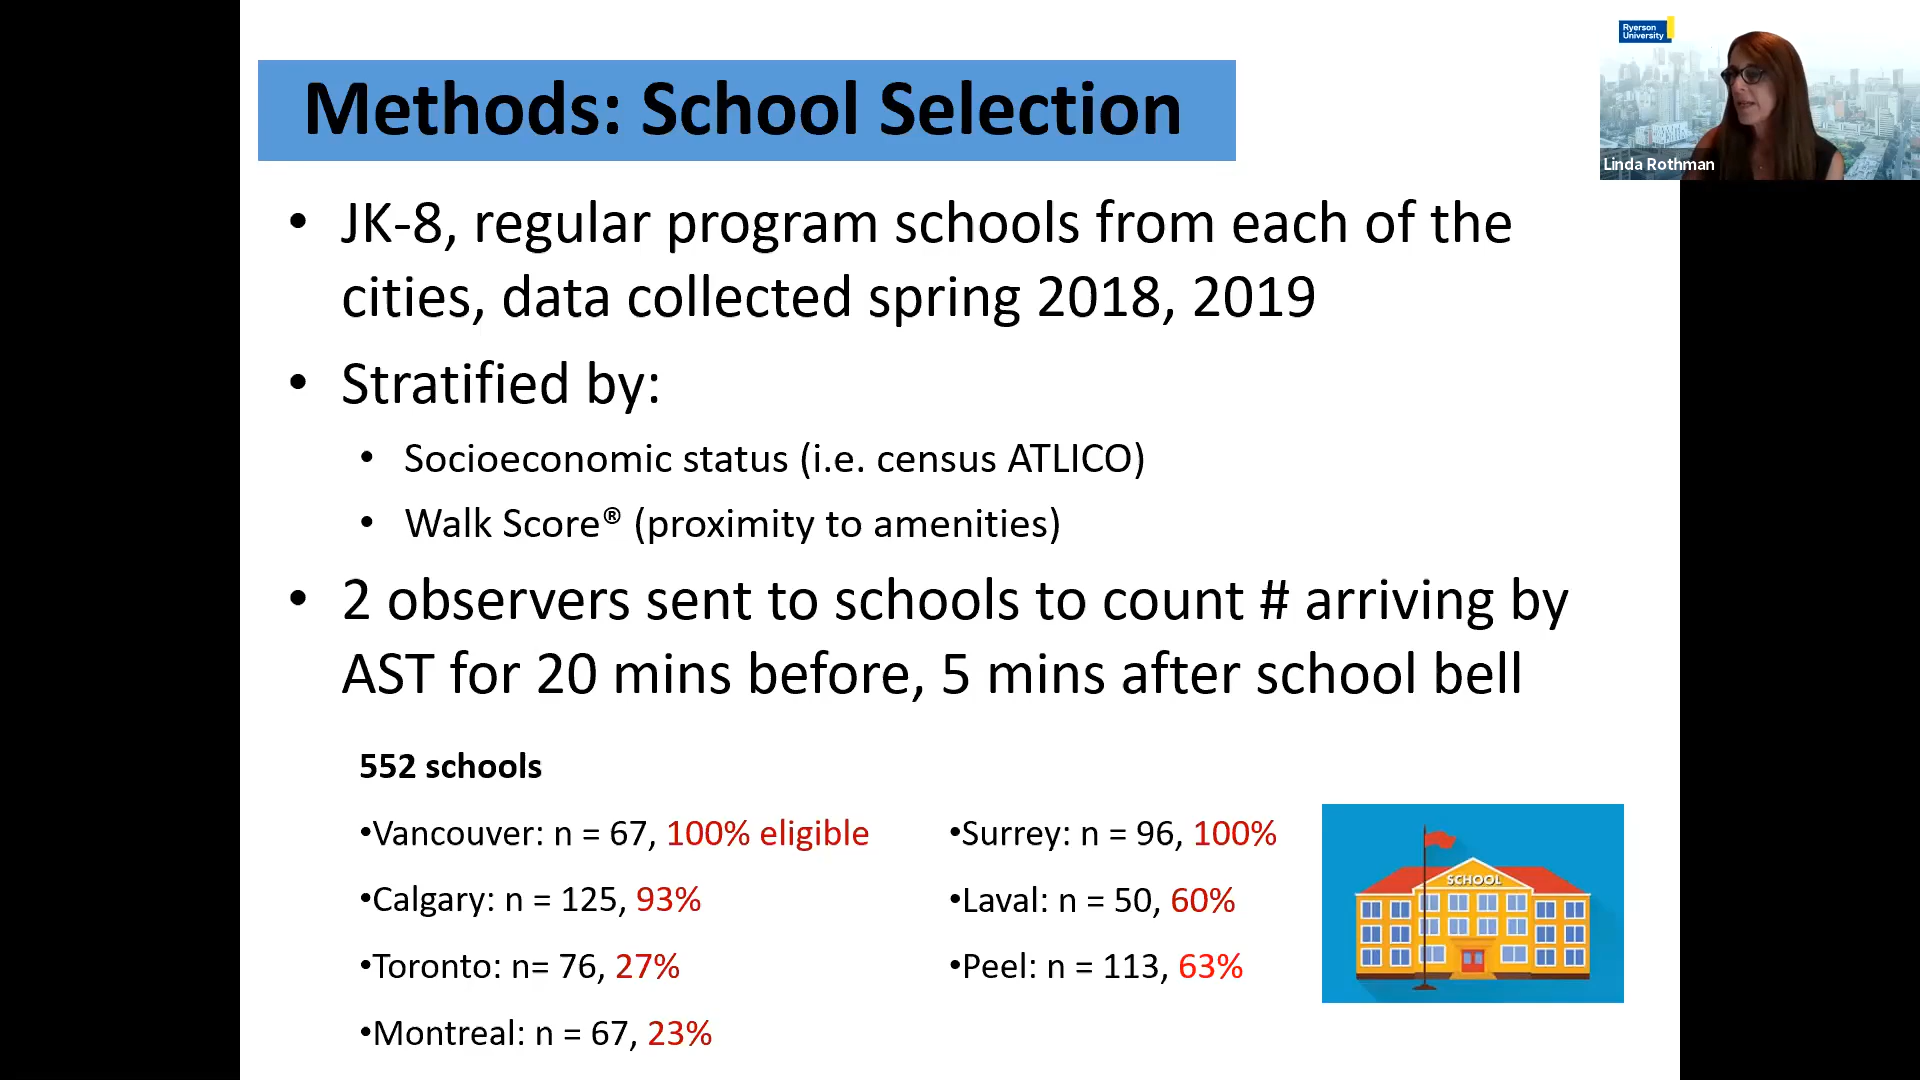 Methods: School Selection
Ryerson
University
Linda Rothman
• JK-8, regular program schools from each of the
cities, data collected spring 2018, 2019
• Stratified by:
• Socioeconomic status (i.e. census ATLICO)
• Walk Score® (proximity to amenities)
• 2 observers sent to schools to count # arriving by
AST for 20 mins before, 5 mins after school bell
552 schools
•Vancouver: n = 67, 100% eligible
•Calgary: n = 125, 93%
•Toronto: n= 76, 27%
•Montreal: n = 67, 23%
•Surrey: n = 96, 100%
•Laval: n = 50, 60%
•Peel: n = 113, 63%
SCHOOL